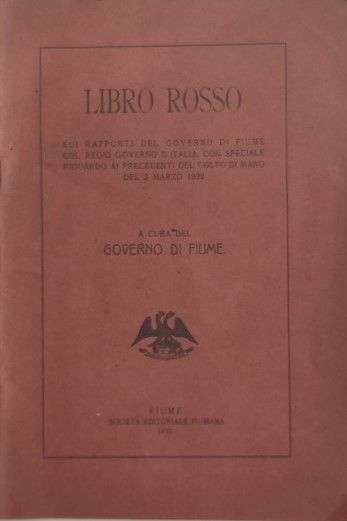 LIBRO ROSSO
SUI RAPPORTI DEL GOVERNO DI FIUME
COL REGIO GOVERNO D'ITALIA, CON SPECIALE
RIGUARDO AI PRECEDENTI DEL COLPO DI MANO
DEL 3 MARZO 1922
A CURA DEL
GOVERNO DI FIUME.
FIUME
SOCIETÀ EDITORIALE FIUMANA